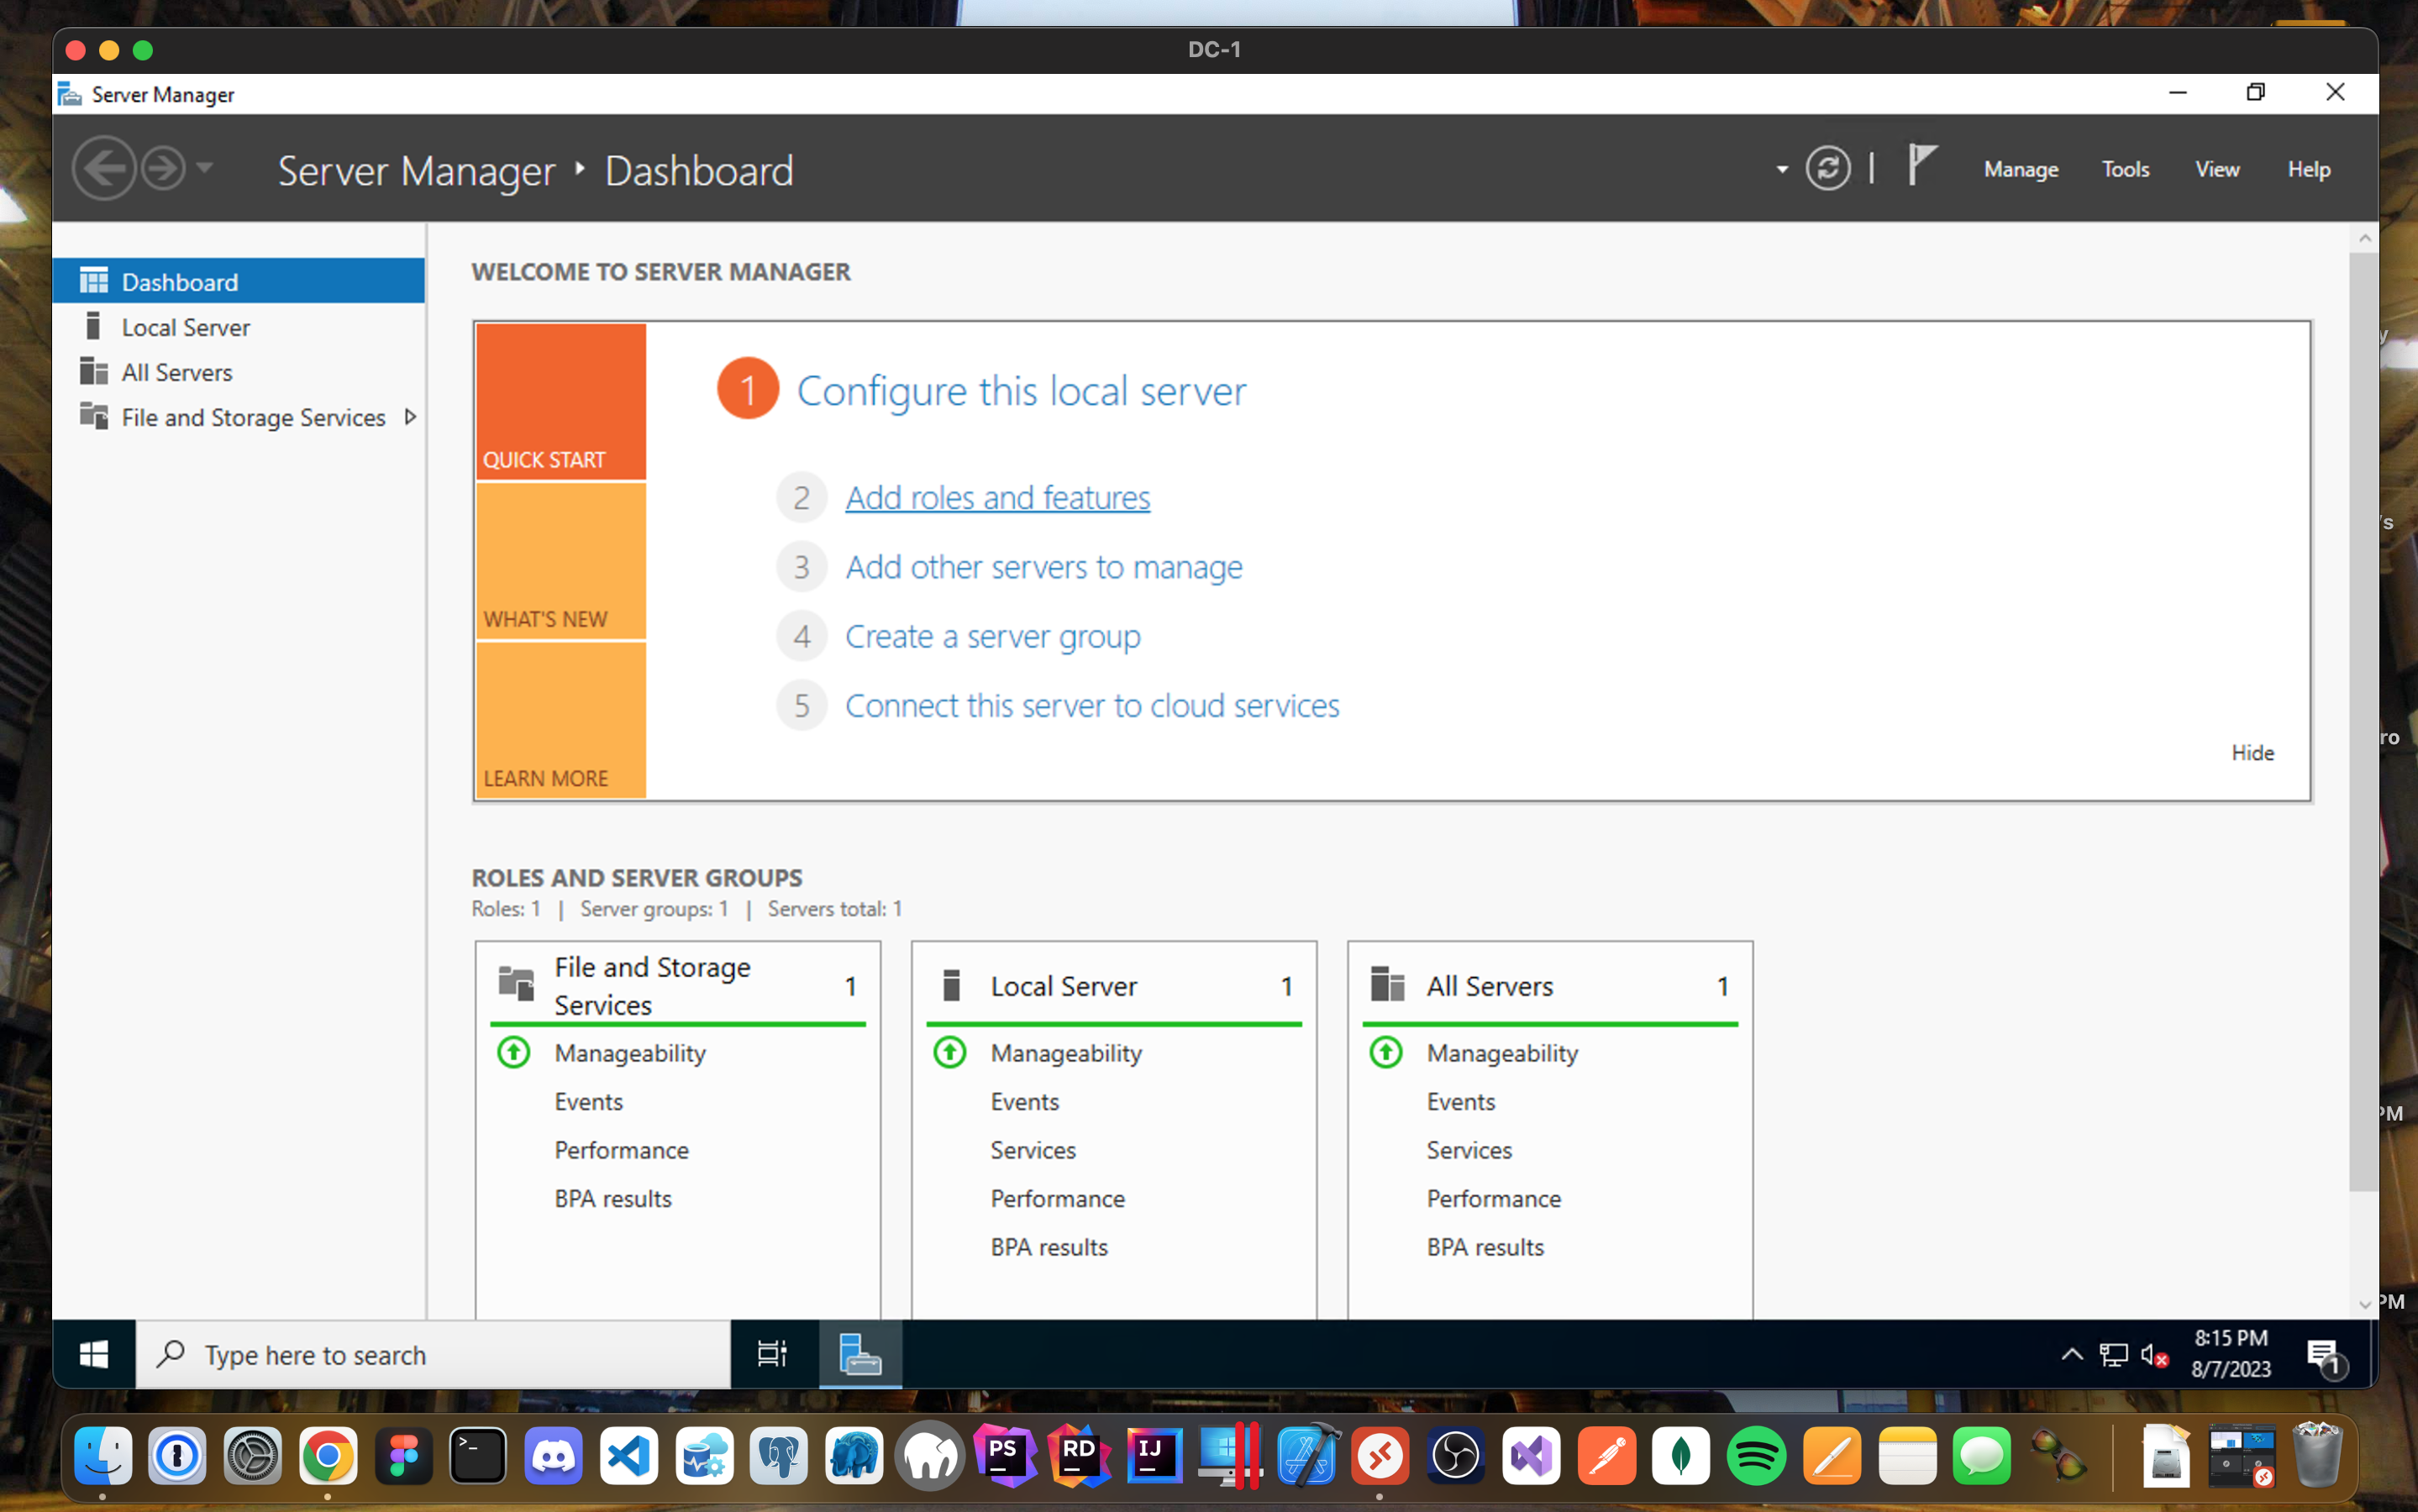 DC-1
Server Manager
Server Manager Dashboard
Manage Tools View Help
Dashboard
Local Server
All Servers
File and Storage Services
WELCOME TO SERVER MANAGER
QUICK START
WHAT'S NEW
LEARN MORE
1 Configure this local server
2 Add roles and features
3 Add other servers to manage
4 Create a server group
5 Connect this server to cloud services
Hide
ROLES AND SERVER GROUPS
Roles: 1 | Server groups: 1 | Servers total: 1
File and Storage
Services
1
Manageability
Events
Performance
BPA results
Local Server 1
Manageability
Events
Services
Performance
BPA results
All Servers 1
Manageability
Events
Services
Performance
BPA results
y
's
ro
PM
PM
Type here to search
8:15 PM
8/7/2023
1
PS
RD
IJ